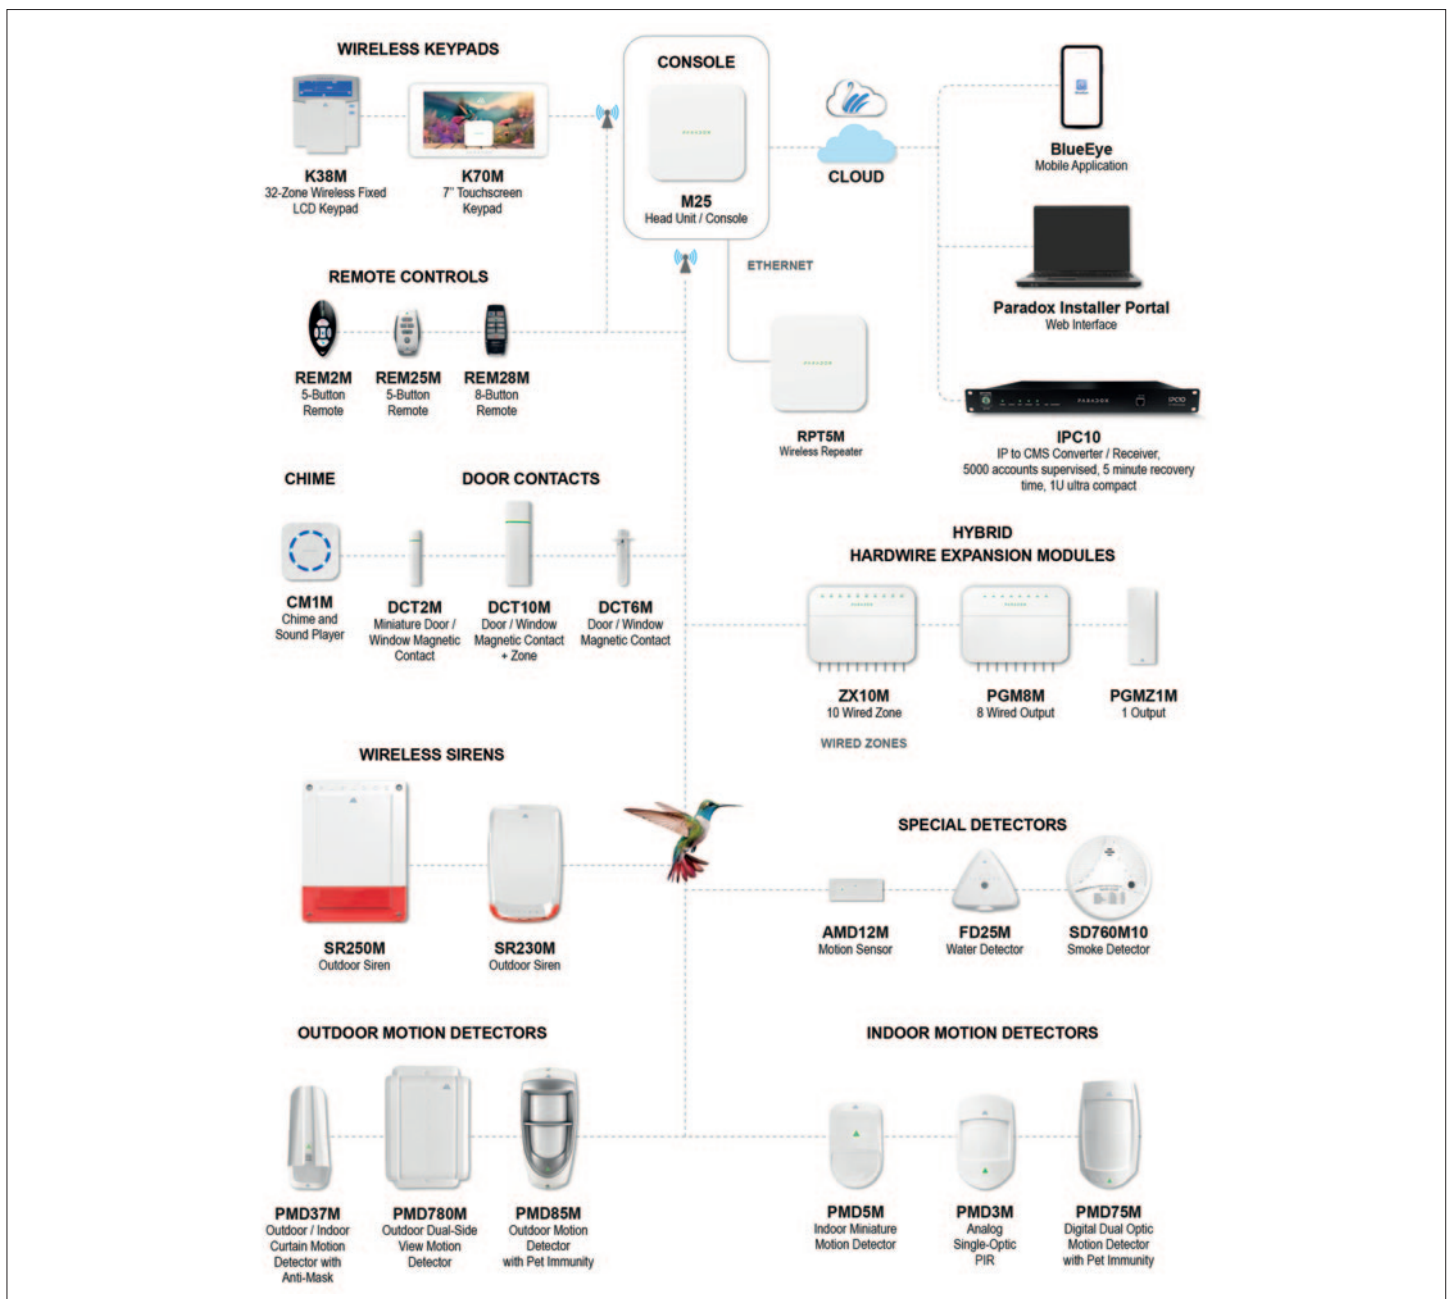 WIRELESS KEYPADS
K38M
32-Zone Wireless Fixed
LCD Keypad
K70M
7" Touchscreen
Keypad
CONSOLE
PARADOX
M25
Head Unit / Console
CLOUD
BlueEye
Mobile Application
Paradox Installer Portal
Web Interface
PARADOX
IPC10
IPC10
IP to CMS Converter / Receiver,
5000 accounts supervised, 5 minute recovery
time, 1U ultra compact
ETHERNET
PARADOX
RPT5M
Wireless Repeater
REMOTE CONTROLS
REM2M
5-Button
Remote
REM25M
5-Button
Remote
REM28M
8-Button
Remote
CHIME
CM1M
Chime and
Sound Player
DOOR CONTACTS
DCT2M
Miniature Door /
Window Magnetic
Contact
DCT10M
Door / Window
Magnetic Contact
+ Zone
DCT6M
Door / Window
Magnetic Contact
HYBRID
HARDWIRE EXPANSION MODULES
PARADOX
ZX10M
10 Wired Zone
WIRED ZONES
PARADOX
PGM8M
8 Wired Output
PGMZ1M
1 Output
WIRELESS SIRENS
SR250M
Outdoor Siren
SR230M
Outdoor Siren
SPECIAL DETECTORS
AMD12M
Motion Sensor
FD25M
Water Detector
SD760M10
Smoke Detector
OUTDOOR MOTION DETECTORS
PMD37M
Outdoor / Indoor
Curtain Motion
Detector with
Anti-Mask
PMD780M
Outdoor Dual-Side
View Motion
Detector
PMD85M
Outdoor Motion
Detector
with Pet Immunity
INDOOR MOTION DETECTORS
PMD5M
Indoor Miniature
Motion Detector
PMD3M
Analog
Single-Optic
PIR
PMD75M
Digital Dual Optic
Motion Detector
with Pet Immunity